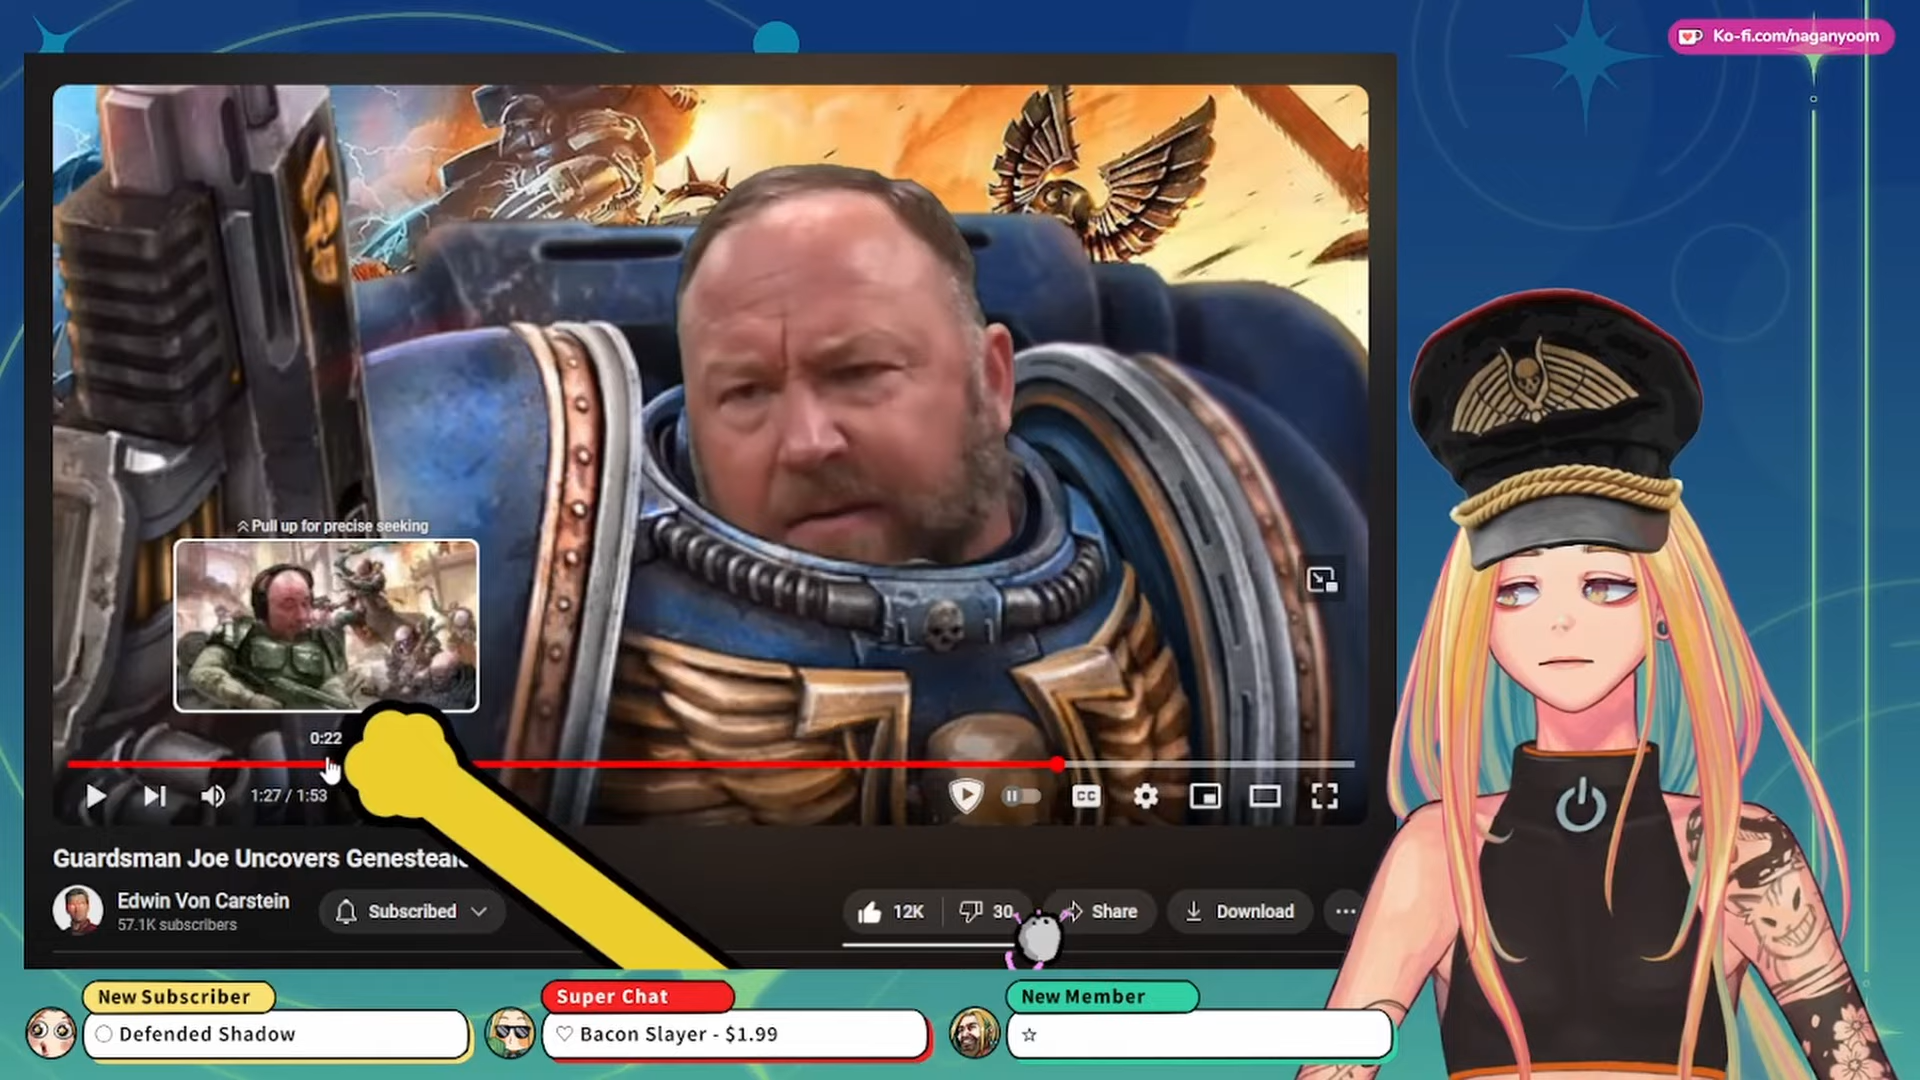 Ko-fi.com/naganyoom
Pull up for precise seeking
0:22
1:27 / 1:53
CC
Guardsman Joe Uncovers
Edwin Von Carstein
57.1K subscribers
Subscribed
12K
30
Share
Download
New Subscriber
Defended Shadow
Super Chat
Bacon Slayer - $1.99
New Member